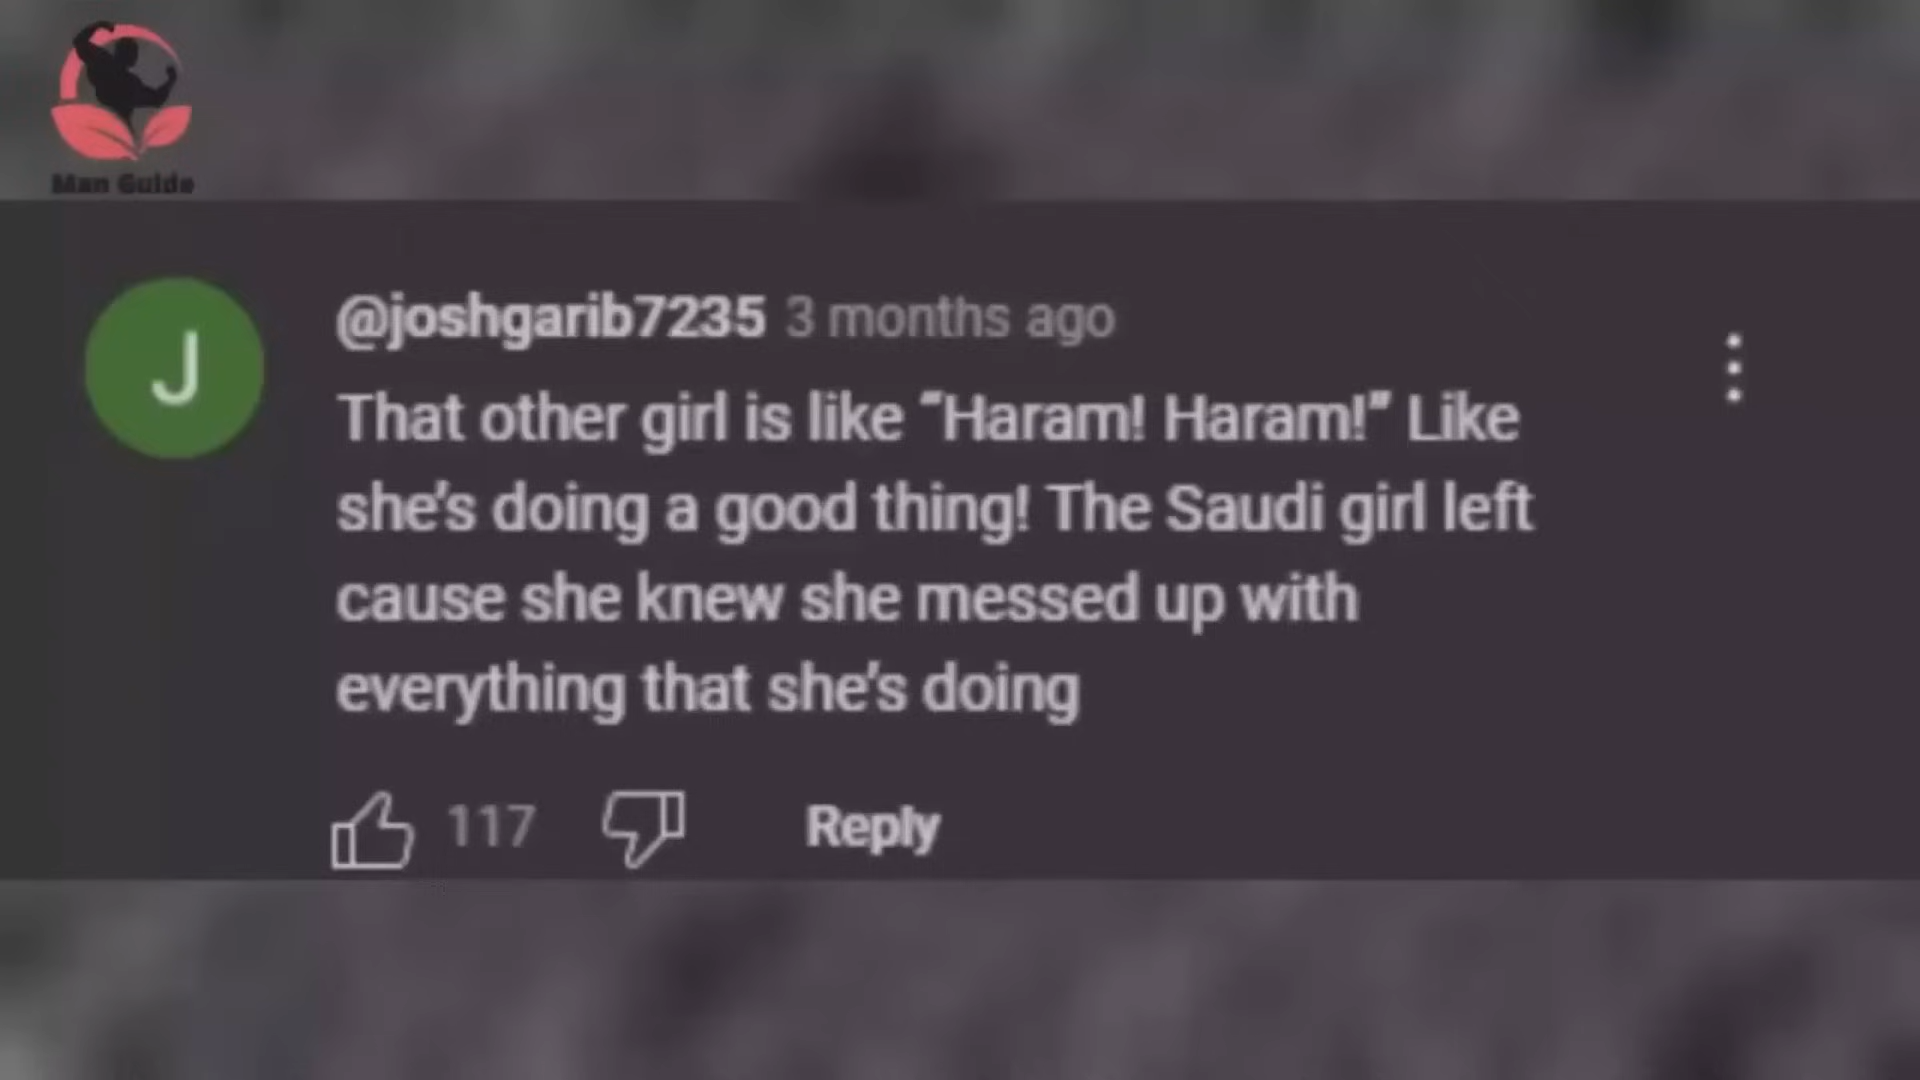 Man Guide
@joshgarib7235 3 months ago
J
That other girl is like “Haram! Haram!” Like
she’s doing a good thing! The Saudi girl left
cause she knew she messed up with
everything that she’s doing
117 Reply